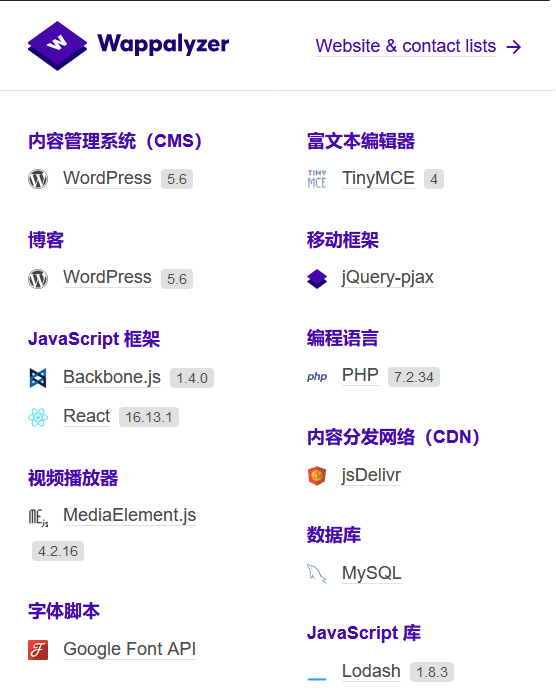 Wappalyzer
Website & contact lists
内容管理系统（CMS）
WordPress 5.6
博客
WordPress 5.6
JavaScript 框架
Backbone.js 1.4.0
React 16.13.1
视频播放器
MediaElement.js
4.2.16
字体脚本
Google Font API
富文本编辑器
TinyMCE 4
移动框架
jQuery-pjax
编程语言
php PHP 7.2.34
内容分发网络（CDN）
jsDelivr
数据库
MySQL
JavaScript 库
Lodash 1.8.3